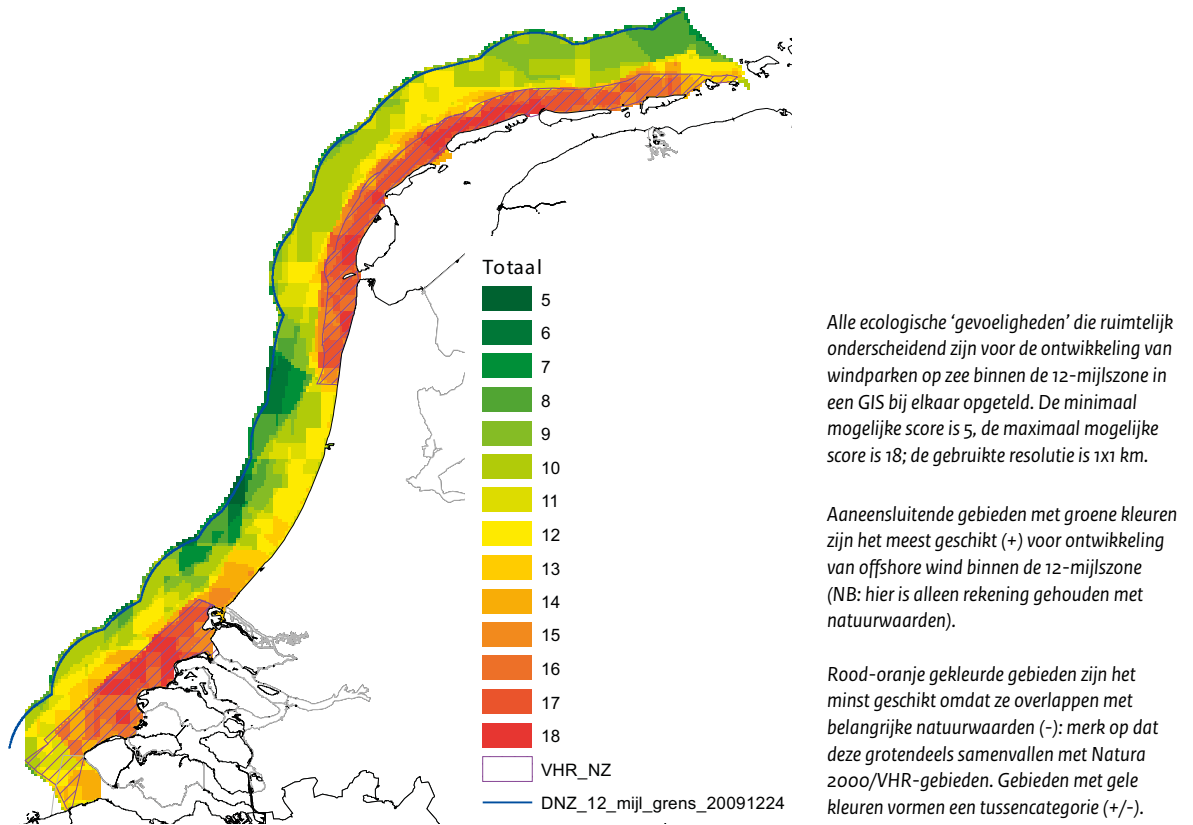 Totaal
5
6
7
8
9
10
11
12
13
14
15
16
17
18
VHR_NZ
DNZ_12_mijl_grens_20091224
Alle ecologische ‘gevoeligheden’ die ruimtelijk
onderscheidend zijn voor de ontwikkeling van
windparken op zee binnen de 12-mijlszone in
een GIS bij elkaar opgeteld. De minimaal
mogelijke score is 5, de maximaal mogelijke
score is 18; de gebruikte resolutie is 1x1 km.
Aaneensluitende gebieden met groene kleuren
zijn het meest geschikt (+) voor ontwikkeling
van offshore wind binnen de 12-mijlszone
(NB: hier is alleen rekening gehouden met
natuurwaarden).
Rood-oranje gekleurde gebieden zijn het
minst geschikt omdat ze overlappen met
belangrijke natuurwaarden (-): merk op dat
deze grotendeels samenvallen met Natura
2000/VHR-gebieden. Gebieden met gele
kleuren vormen een tussencategorie (+/-).